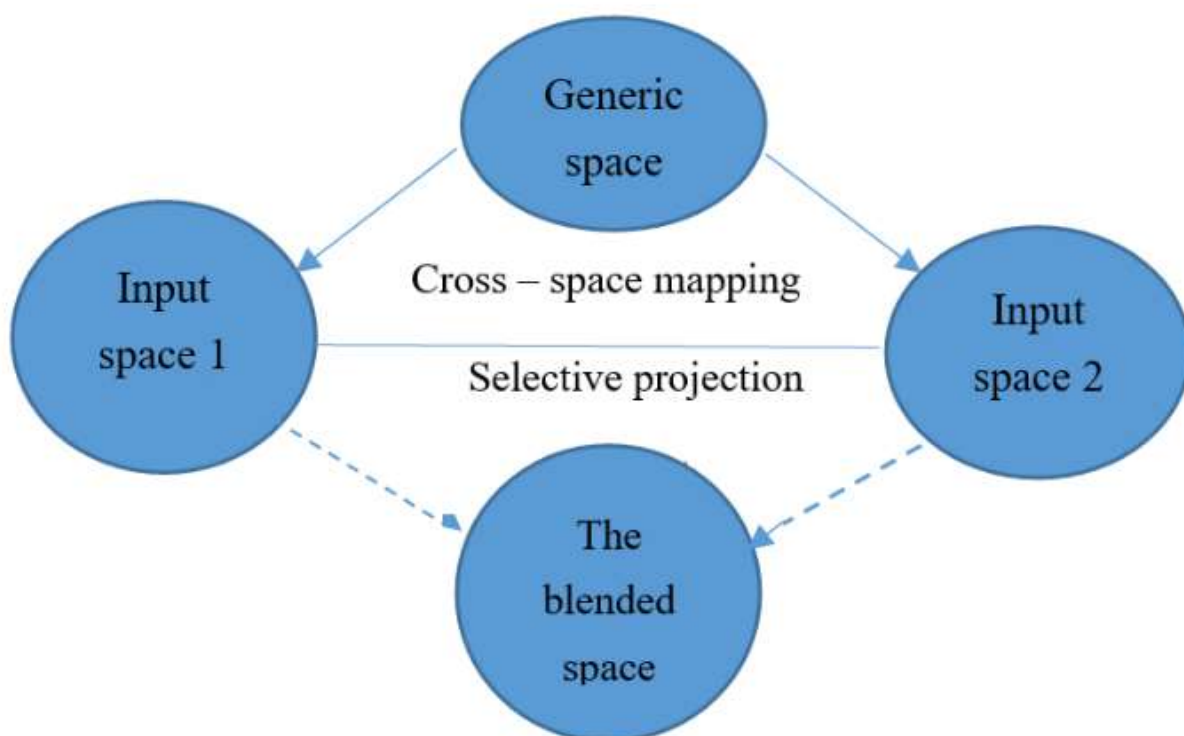 Generic
space
Cross – space mapping
Input
space 1
Input
space 2
Selective projection
The
blended
space